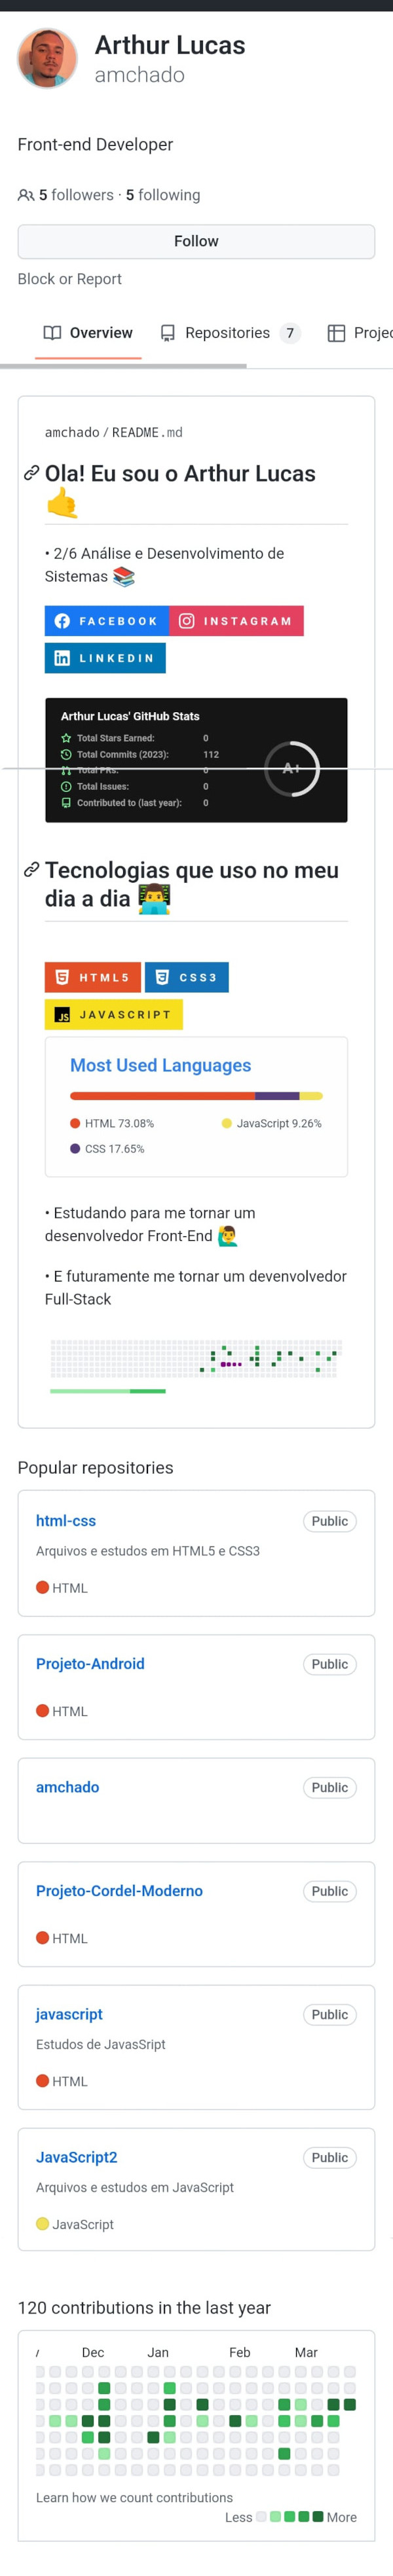 Arthur Lucas
amchado
Front-end Developer
5 followers · 5 following
Follow
Block or Report
Overview Repositories 7 Projec
amchado / README.md
Ola! Eu sou o Arthur Lucas
🤙
• 2/6 Análise e Desenvolvimento de
Sistemas 📚
FACEBOOK INSTAGRAM
LINKEDIN
Arthur Lucas' GitHub Stats
Total Stars Earned: 0
Total Commits (2023): 112
Total PRs: 0
Total Issues: 0
Contributed to (last year): 0
A+
Tecnologias que uso no meu
dia a dia 👨‍💻
HTML5 CSS3
JS JAVASCRIPT
Most Used Languages
HTML 73.08% JavaScript 9.26%
CSS 17.65%
• Estudando para me tornar um
desenvolvedor Front-End 🙋‍♂️
• E futuramente me tornar um devenvolvedor
Full-Stack
Popular repositories
html-css Public
Arquivos e estudos em HTML5 e CSS3
HTML
Projeto-Android Public
HTML
amchado Public
Projeto-Cordel-Moderno Public
HTML
javascript Public
Estudos de JavasSript
HTML
JavaScript2 Public
Arquivos e estudos em JavaScript
JavaScript
120 contributions in the last year
Dec Jan Feb Mar
Learn how we count contributions
Less More